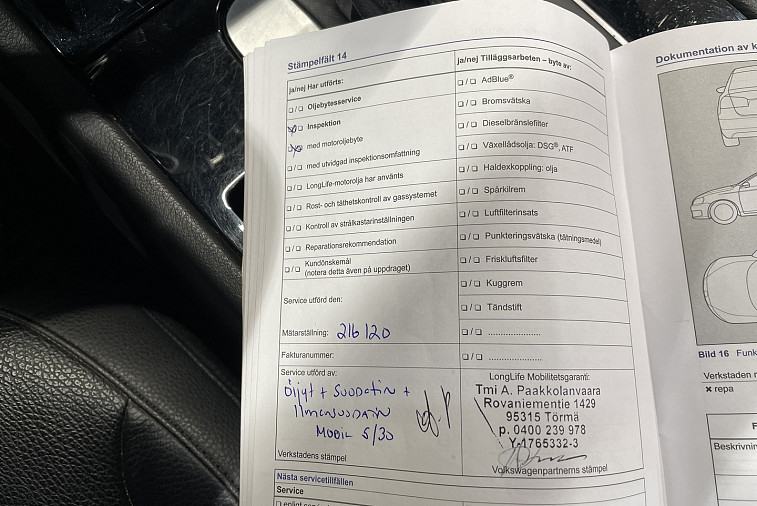 Stämpelfält 14
ja/nej Har utförts:
❏/❏ Oljebytesservice
❏/❏ Inspektion
❏/❏ med motoroljebyte
❏/❏ med utvidgad inspektionsomfattning
❏/❏ LongLife-motorolja har använts
❏/❏ Rost- och täthetskontroll av gassystemet
❏/❏ Kontroll av strålkastarinställningen
❏/❏ Reparationsrekommendation
❏/❏ Kundönskemål
(notera detta även på uppdraget)
Service utförd den:
Mätarställning: 216120
Fakturanummer:
Service utförd av:
Öljyt + SUODATIN +
ILMANSUODATIN
MOBIL 5/30
Verkstadens stämpel
ja/nej Tilläggsarbeten – byte av:
❏/❏ AdBlue®
❏/❏ Bromsvätska
❏/❏ Dieselbränslefilter
❏/❏ Växellådsolja: DSG®, ATF
❏/❏ Haldexkoppling: olja
❏/❏ Spårkilrem
❏/❏ Luftfilterinsats
❏/❏ Punkteringsvätska (tätningsmedel)
❏/❏ Friskluftsfilter
❏/❏ Kuggrem
❏/❏ Tändstift
❏/❏ .....................
❏/❏ .....................
LongLife Mobilitetsgaranti:
Tmi A. Paakkolanvaara
Rovaniementie 1429
95315 Törmä
p. 0400 239 978
Y-1765332-3
Volkswagenpartnerns stämpel
Nästa servicetillfällen
Service
Dokumentation av k
Bild 16 Funk
Verkstaden r
× repa
F
Beskrivnin